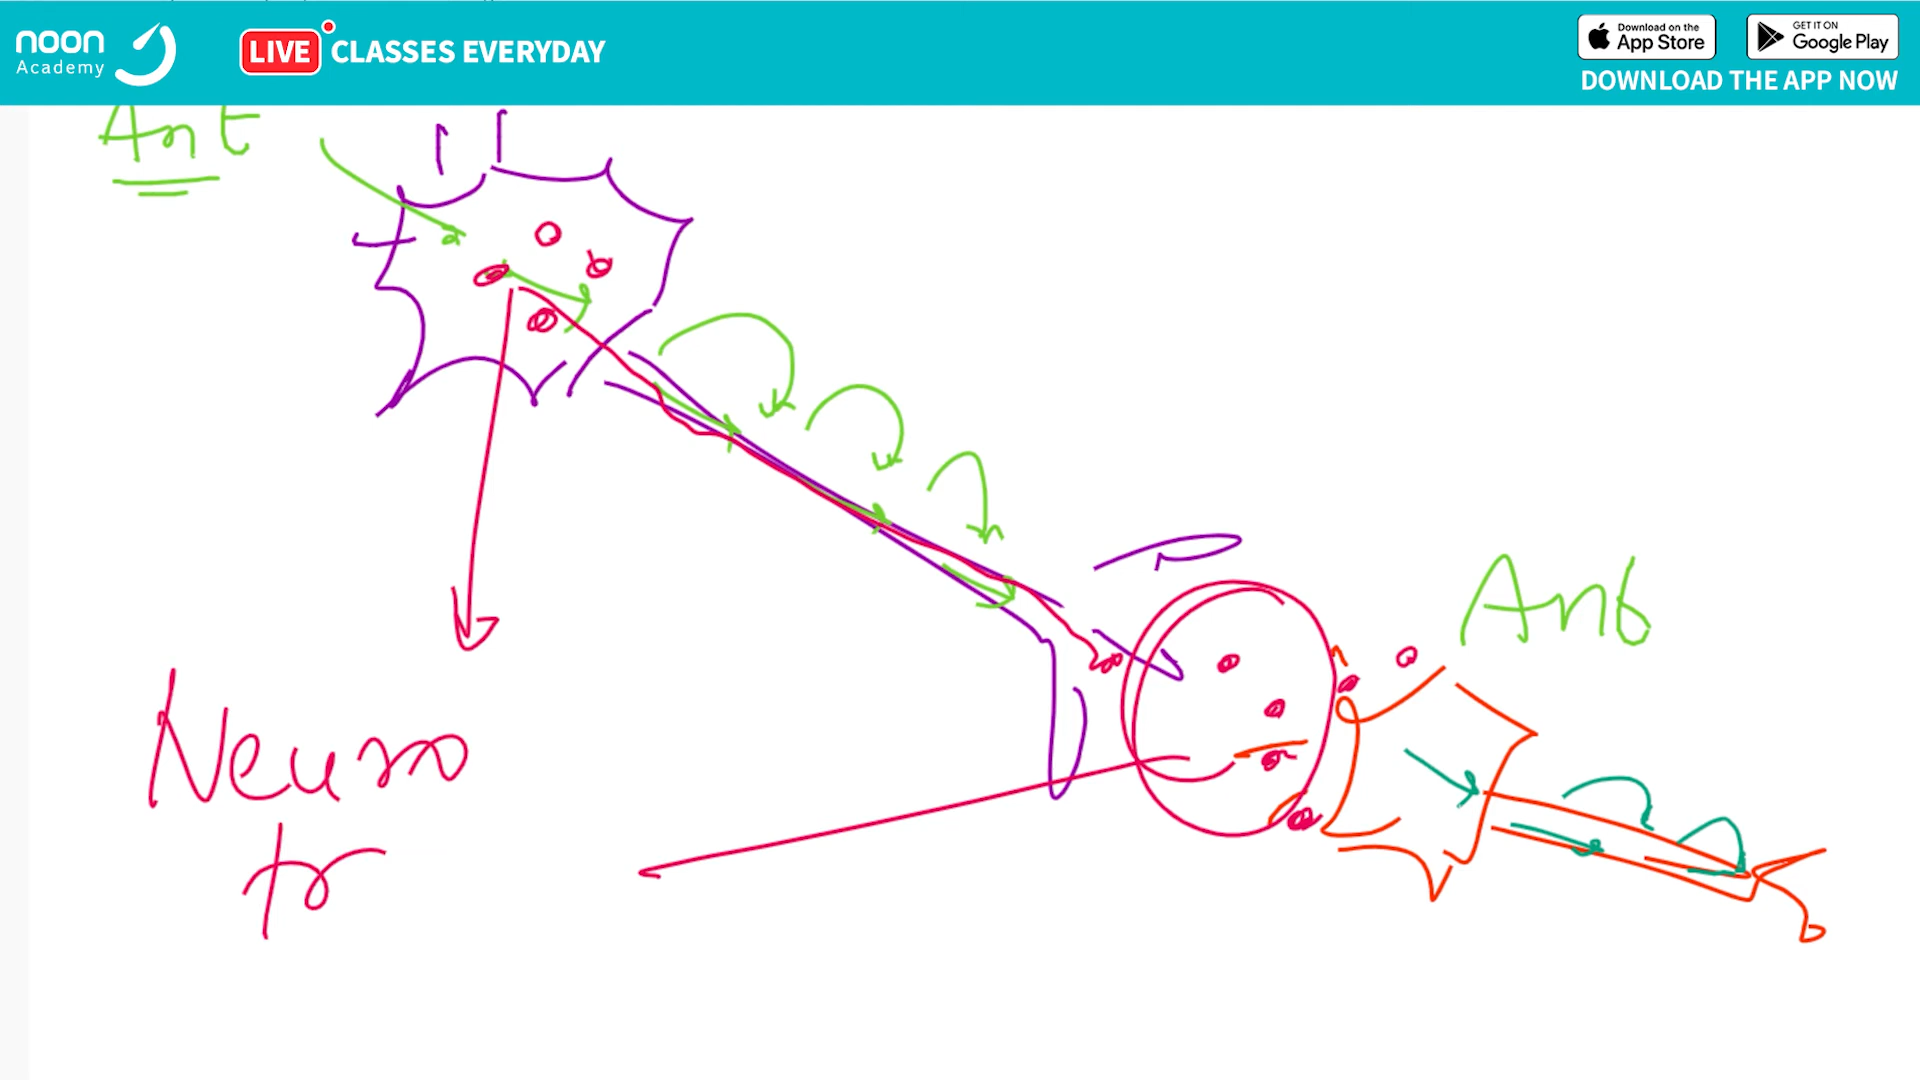 noon
Academy
LIVE CLASSES EVERYDAY
Download on the
App Store
GET IT ON
Google Play
DOWNLOAD THE APP NOW
Ant
Ant
Neuro
tr